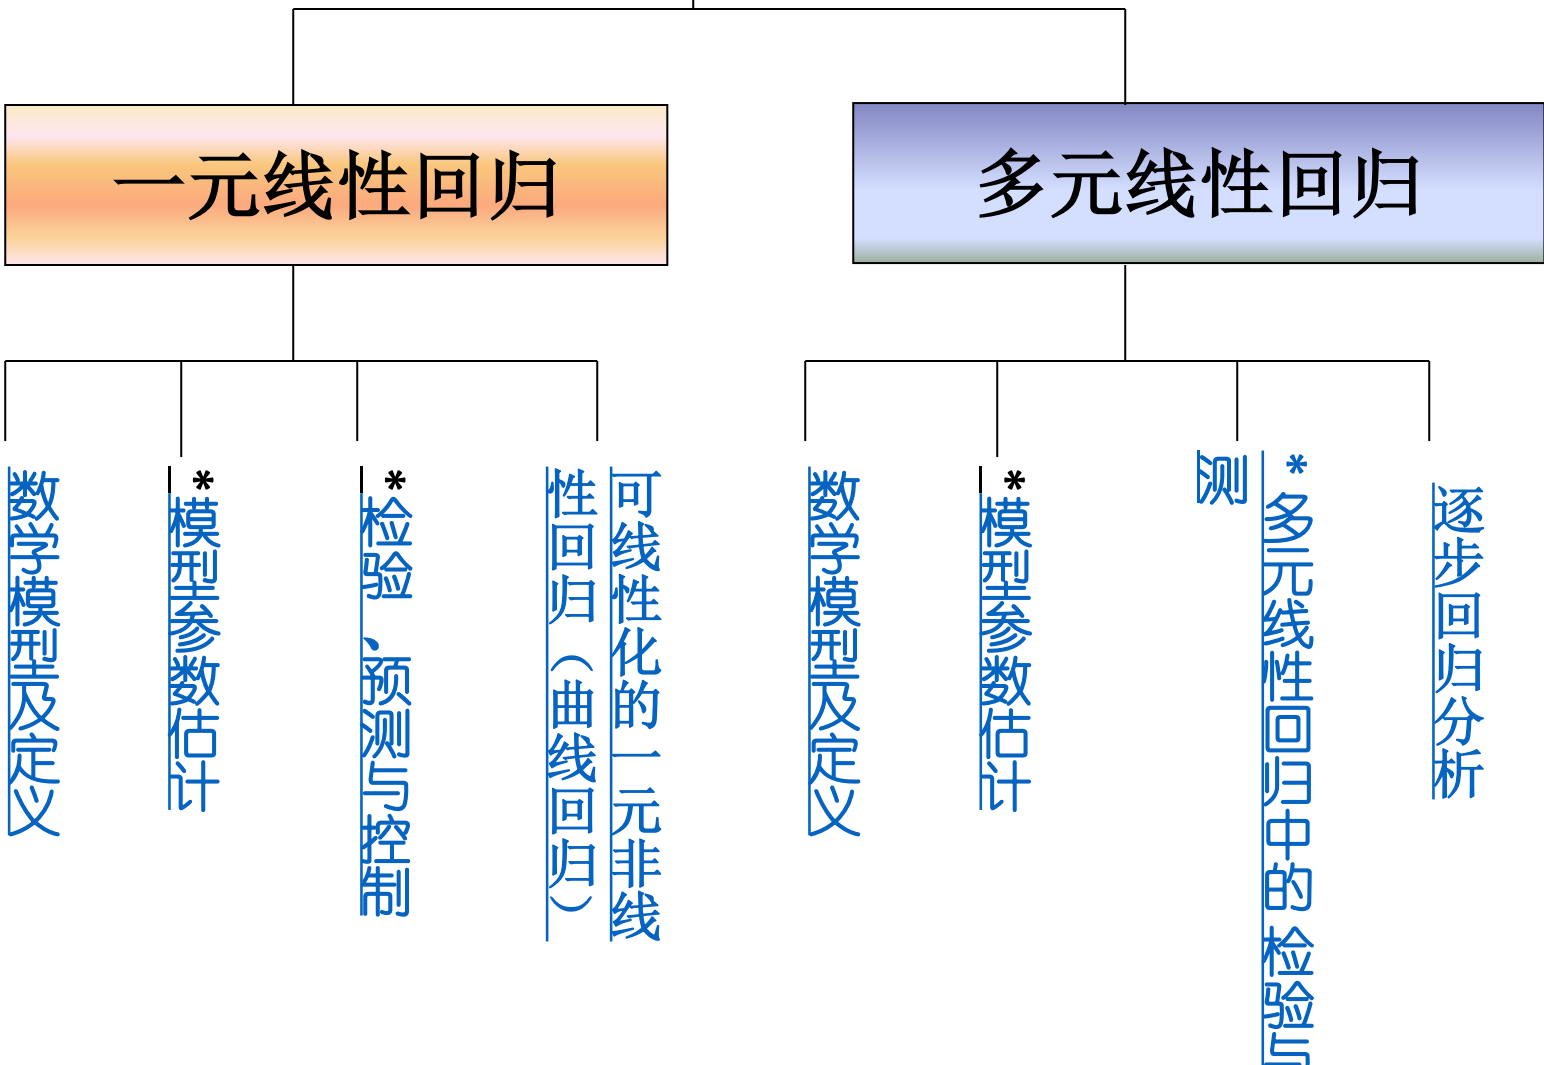 一元线性回归
多元线性回归
数学模型及定义
*模型参数估计
*检验、预测与控制
可线性化的一元非线
性回归（曲线回归）
数学模型及定义
*模型参数估计
*多元线性回归中的检验与
测
逐步回归分析